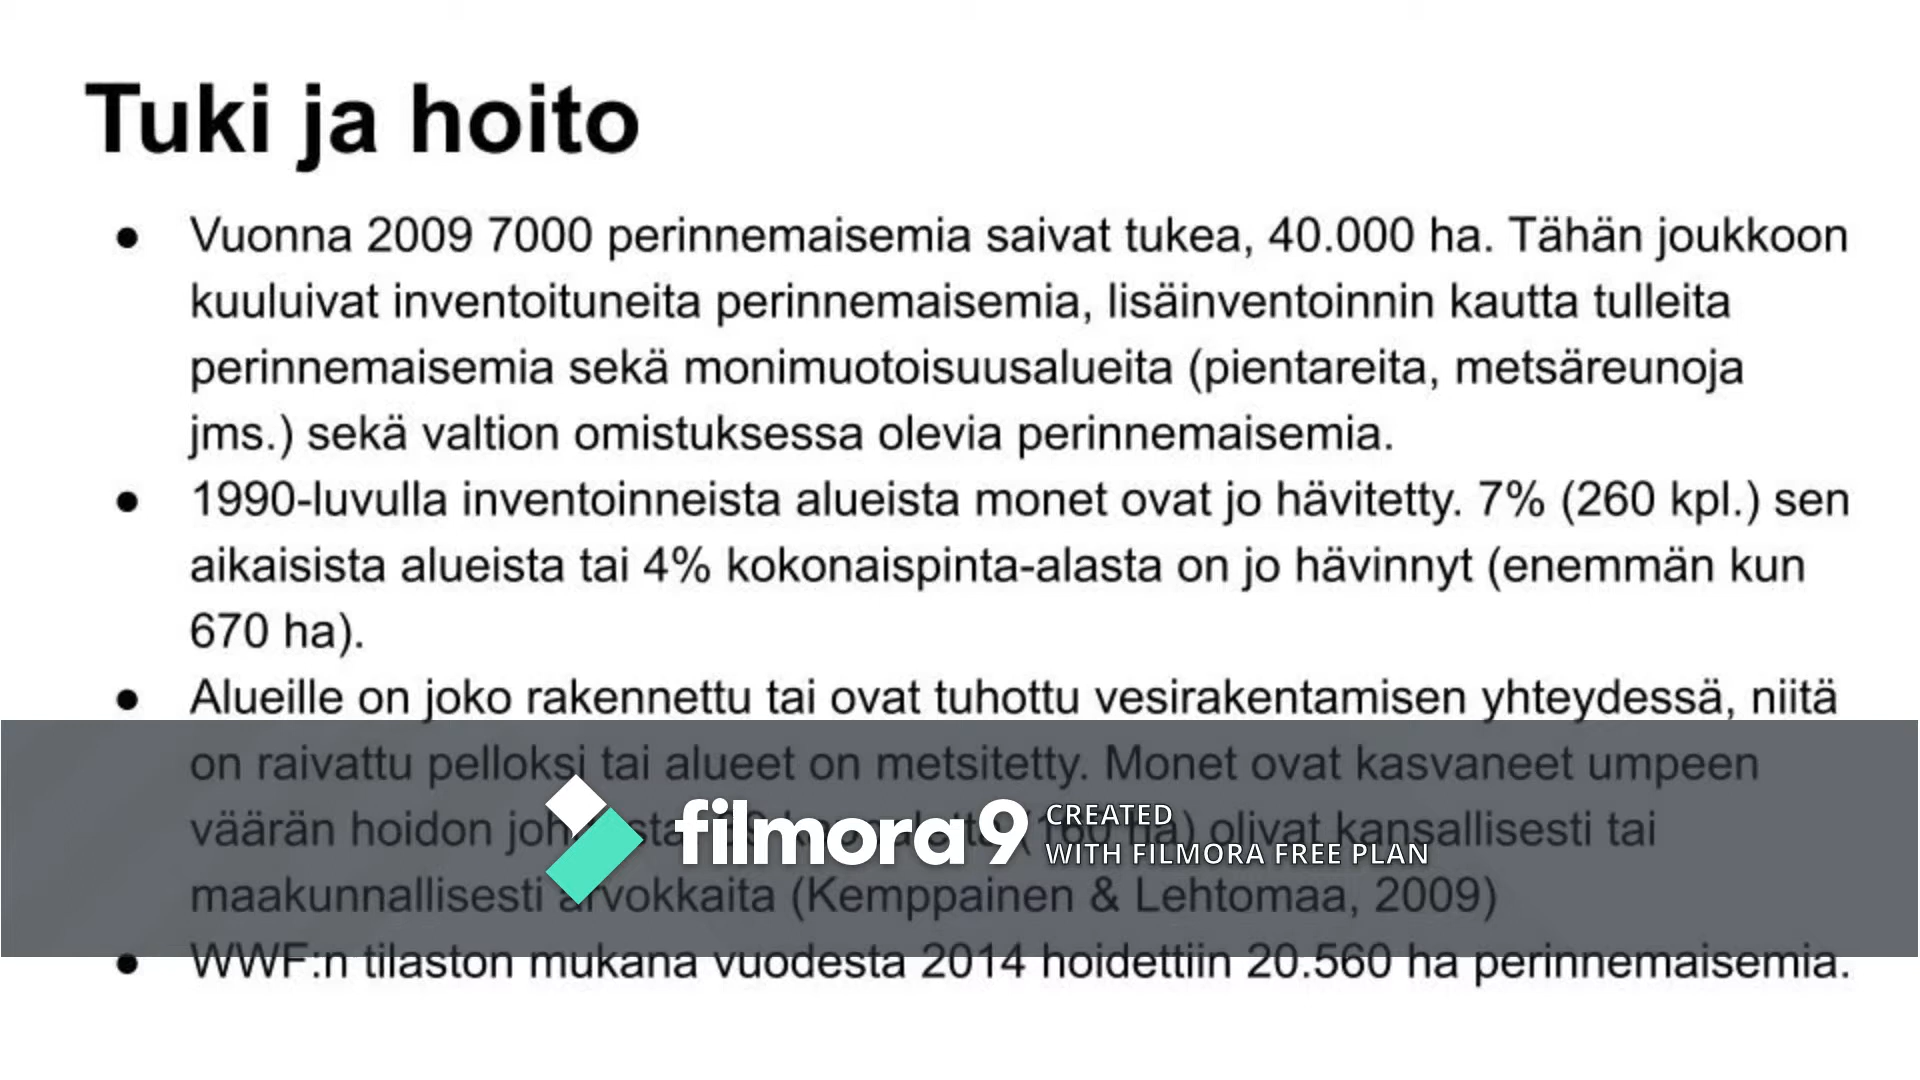 Tuki ja hoito
● Vuonna 2009 7000 perinnemaisemia saivat tukea, 40.000 ha. Tähän joukkoon
kuuluivat inventoituneita perinnemaisemia, lisäinventoinnin kautta tulleita
perinnemaisemia sekä monimuotoisuusalueita (pientareita, metsäreunoja
jms.) sekä valtion omistuksessa olevia perinnemaisemia.
● 1990-luvulla inventoinneista alueista monet ovat jo hävitetty. 7% (260 kpl.) sen
aikaisista alueista tai 4% kokonaispinta-alasta on jo hävinnyt (enemmän kun
670 ha).
● Alueille on joko rakennettu tai ovat tuhottu vesirakentamisen yhteydessä, niitä
on raivattu pelloksi tai alueet on metsitetty. Monet ovat kasvaneet umpeen
väärän hoidon olivat kansallisesti tai
maakunnallisesti arvokkaita (Kemppainen & Lehtomaa, 2009)
● WWF:n tilaston mukana vuodesta 2014 hoidettiin 20.560 ha perinnemaisemia.
filmora9
CREATED
WITH FILMORA FREE PLAN